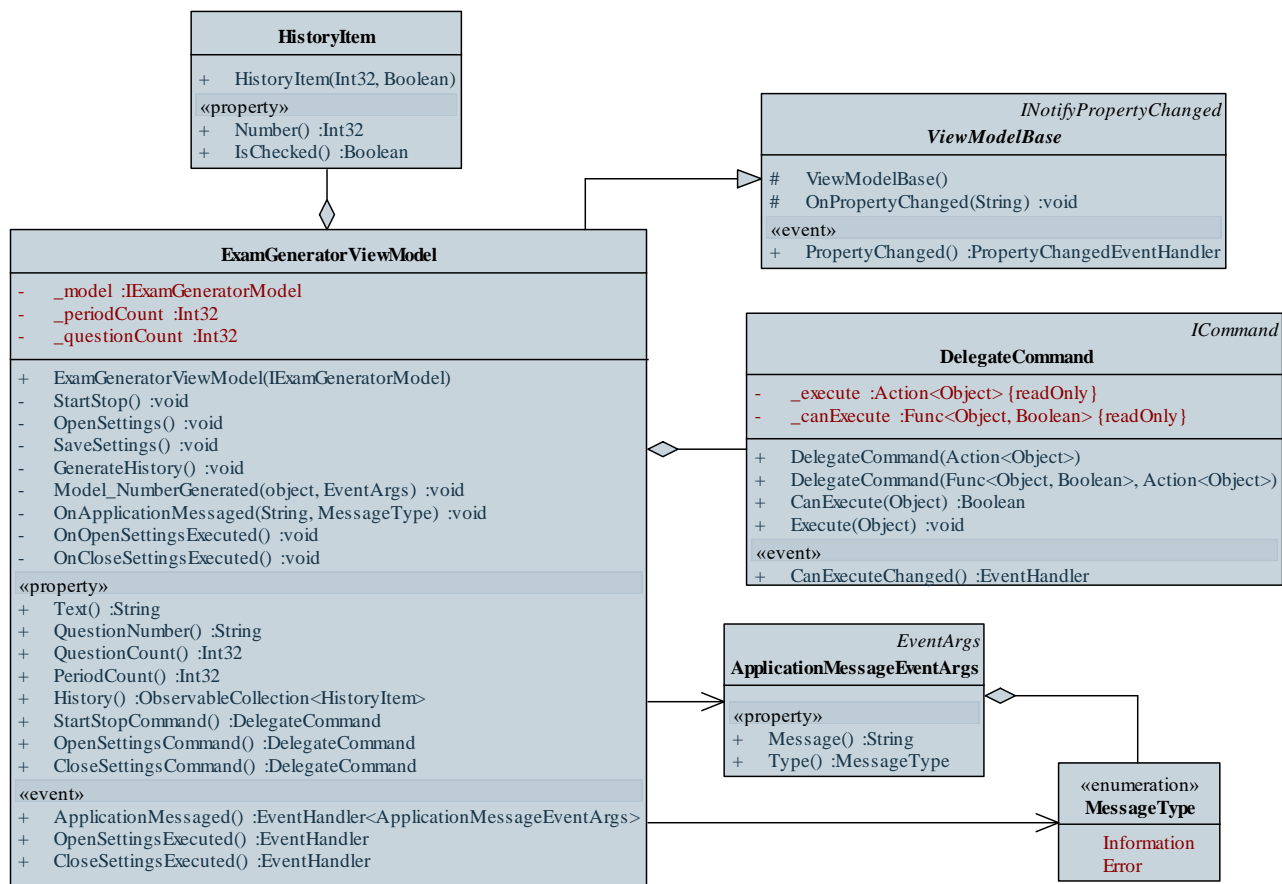 HistoryItem
+ HistoryItem(Int32, Boolean)
«property»
+ Number() :Int32
+ IsChecked() :Boolean
INotifyPropertyChanged
ViewModelBase
# ViewModelBase()
# OnPropertyChanged(String) :void
«event»
+ PropertyChanged() :PropertyChangedEventHandler
ExamGeneratorViewModel
- _model :IExamGeneratorModel
- _periodCount :Int32
- _questionCount :Int32
+ ExamGeneratorViewModel(IExamGeneratorModel)
- StartStop() :void
- OpenSettings() :void
- SaveSettings() :void
- GenerateHistory() :void
- Model_NumberGenerated(object, EventArgs) :void
- OnApplicationMessaged(String, MessageType) :void
- OnOpenSettingsExecuted() :void
- OnCloseSettingsExecuted() :void
«property»
+ Text() :String
+ QuestionNumber() :String
+ QuestionCount() :Int32
+ PeriodCount() :Int32
+ History() :ObservableCollection<HistoryItem>
+ StartStopCommand() :DelegateCommand
+ OpenSettingsCommand() :DelegateCommand
+ CloseSettingsCommand() :DelegateCommand
«event»
+ ApplicationMessaged() :EventHandler<ApplicationMessageEventArgs>
+ OpenSettingsExecuted() :EventHandler
+ CloseSettingsExecuted() :EventHandler
ICommand
DelegateCommand
- _execute :Action<Object> {readOnly}
- _canExecute :Func<Object, Boolean> {readOnly}
+ DelegateCommand(Action<Object>)
+ DelegateCommand(Func<Object, Boolean>, Action<Object>)
+ CanExecute(Object) :Boolean
+ Execute(Object) :void
«event»
+ CanExecuteChanged() :EventHandler
EventArgs
ApplicationMessageEventArgs
«property»
+ Message() :String
+ Type() :MessageType
«enumeration»
MessageType
Information
Error